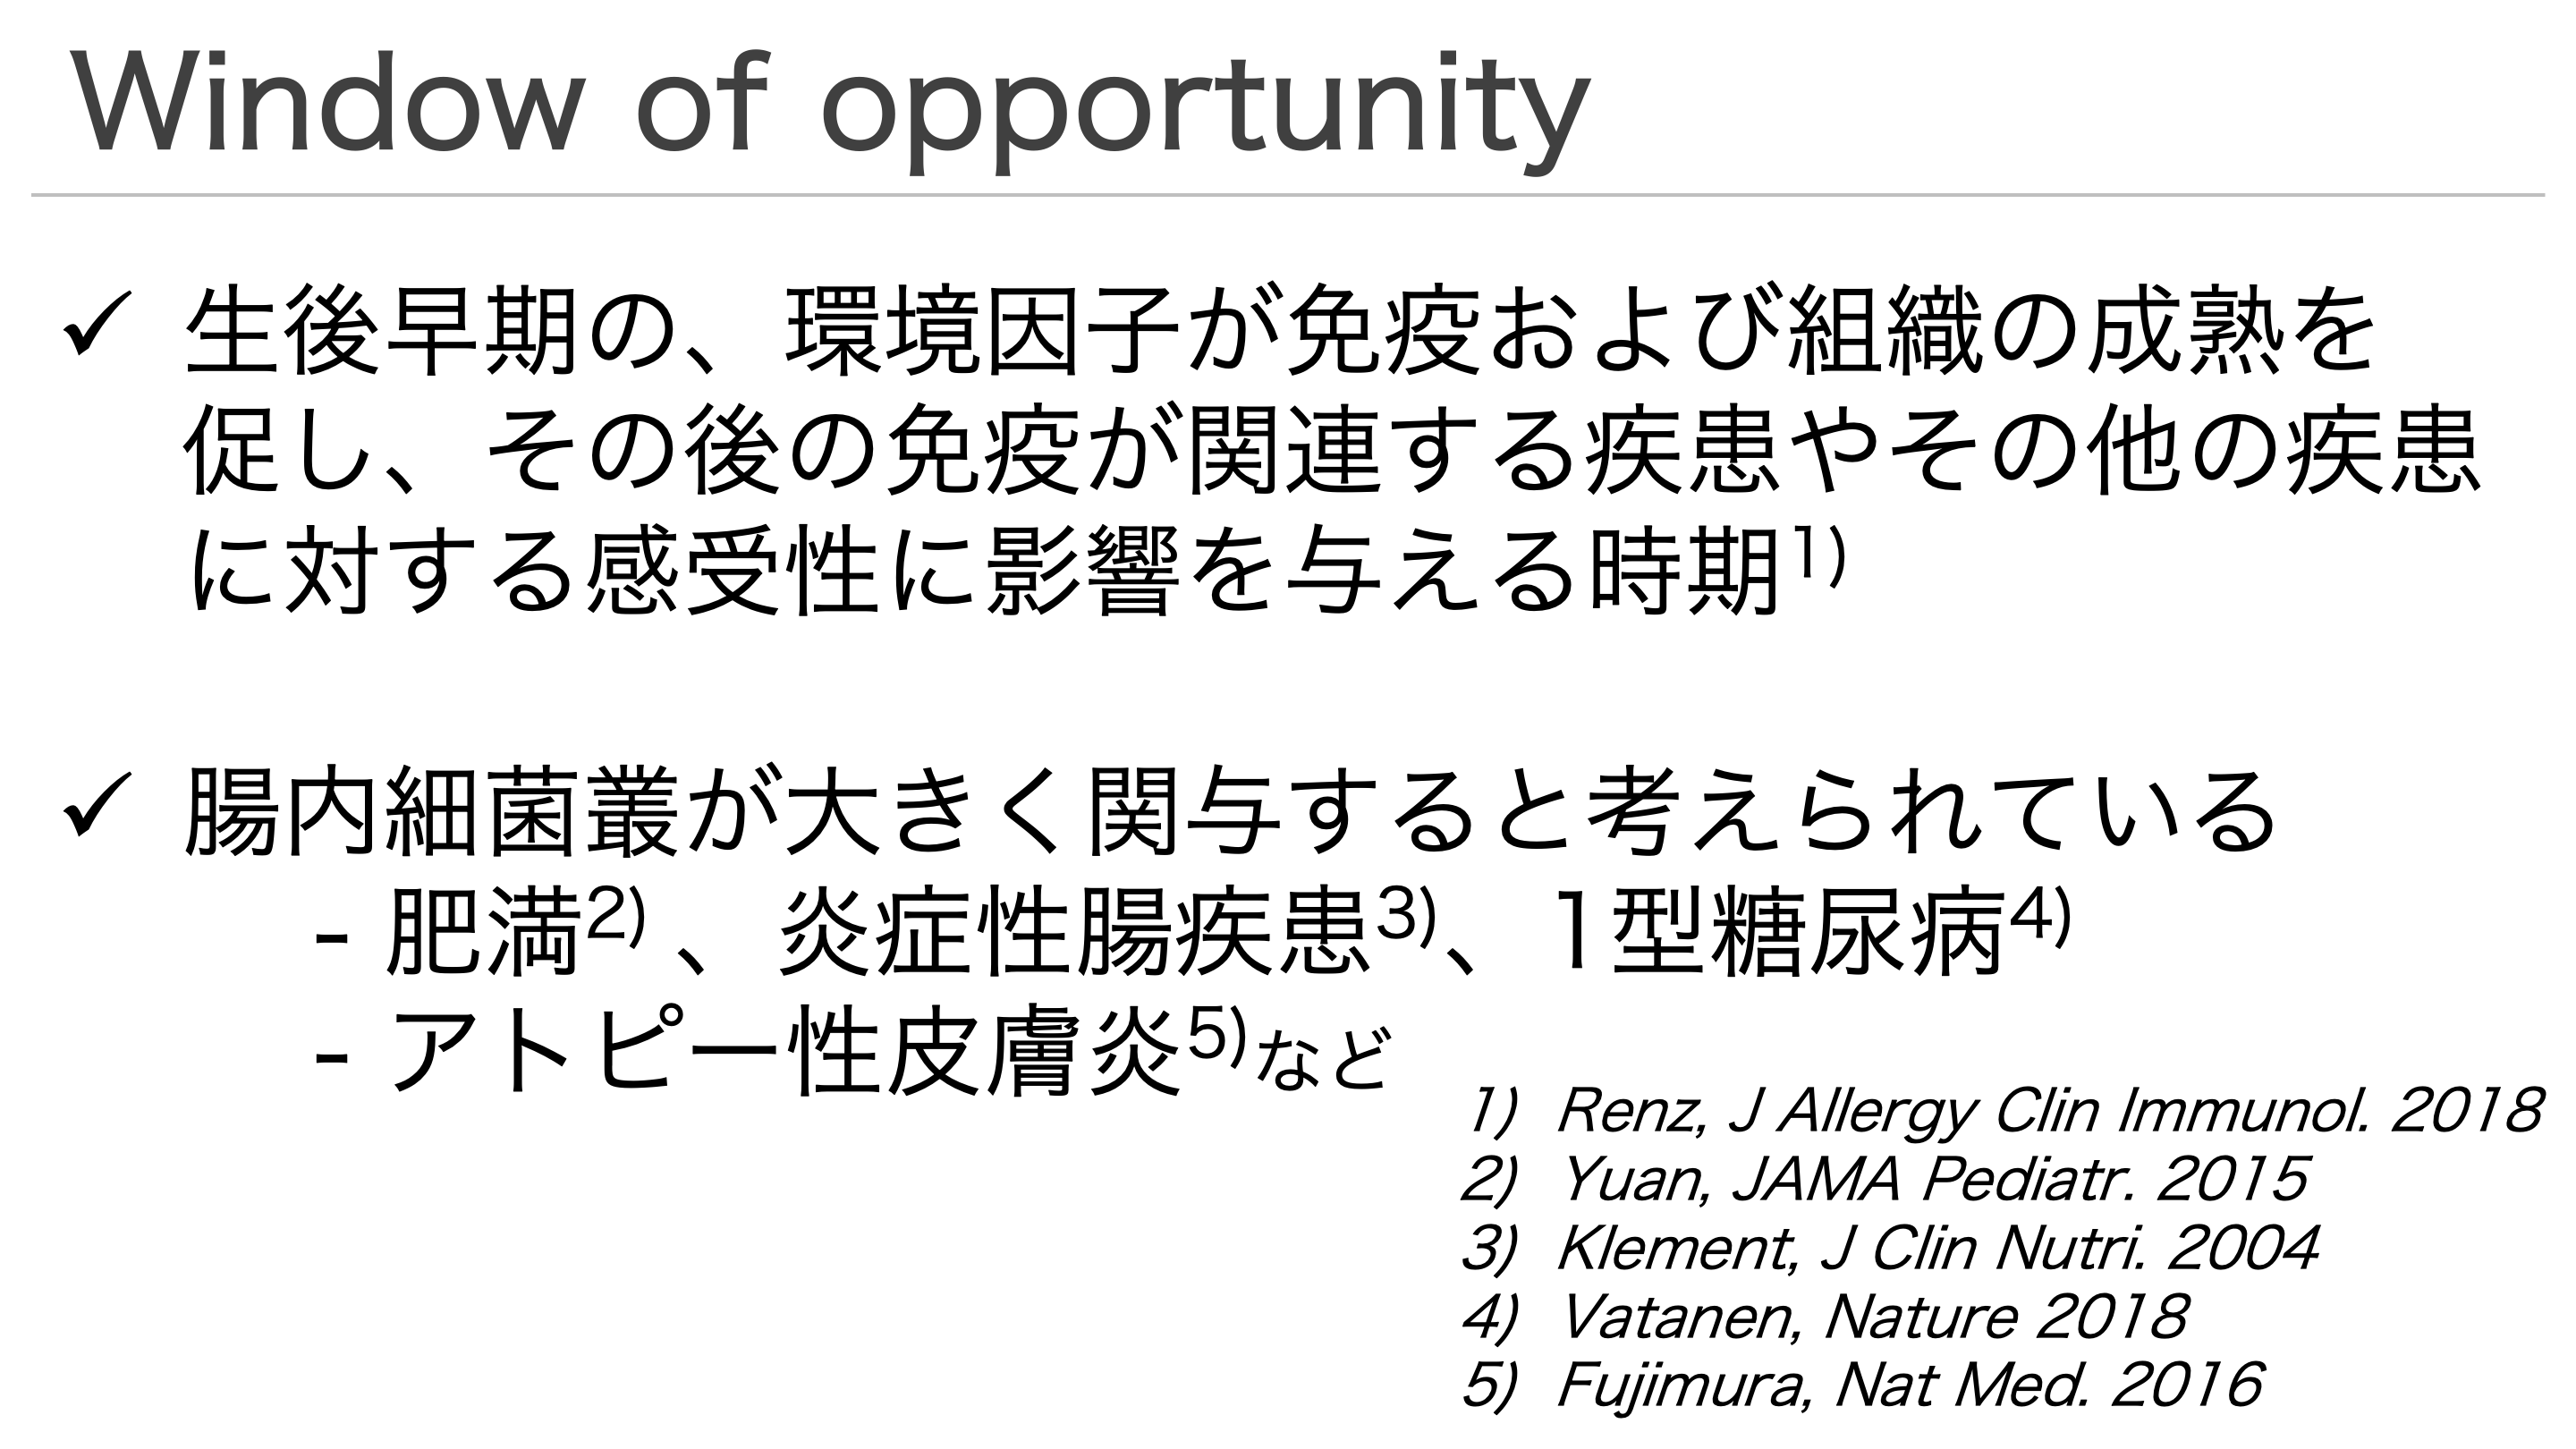 Window of opportunity
✓ 生後早期の、環境因子が免疫および組織の成熟を
促し、その後の免疫が関連する疾患やその他の疾患
に対する感受性に影響を与える時期1)
✓ 腸内細菌叢が大きく関与すると考えられている
- 肥満2) 、炎症性腸疾患3)、1型糖尿病4)
- アトピー性皮膚炎5)など
1) Renz, J Allergy Clin Immunol. 2018
2) Yuan, JAMA Pediatr. 2015
3) Klement, J Clin Nutri. 2004
4) Vatanen, Nature 2018
5) Fujimura, Nat Med. 2016